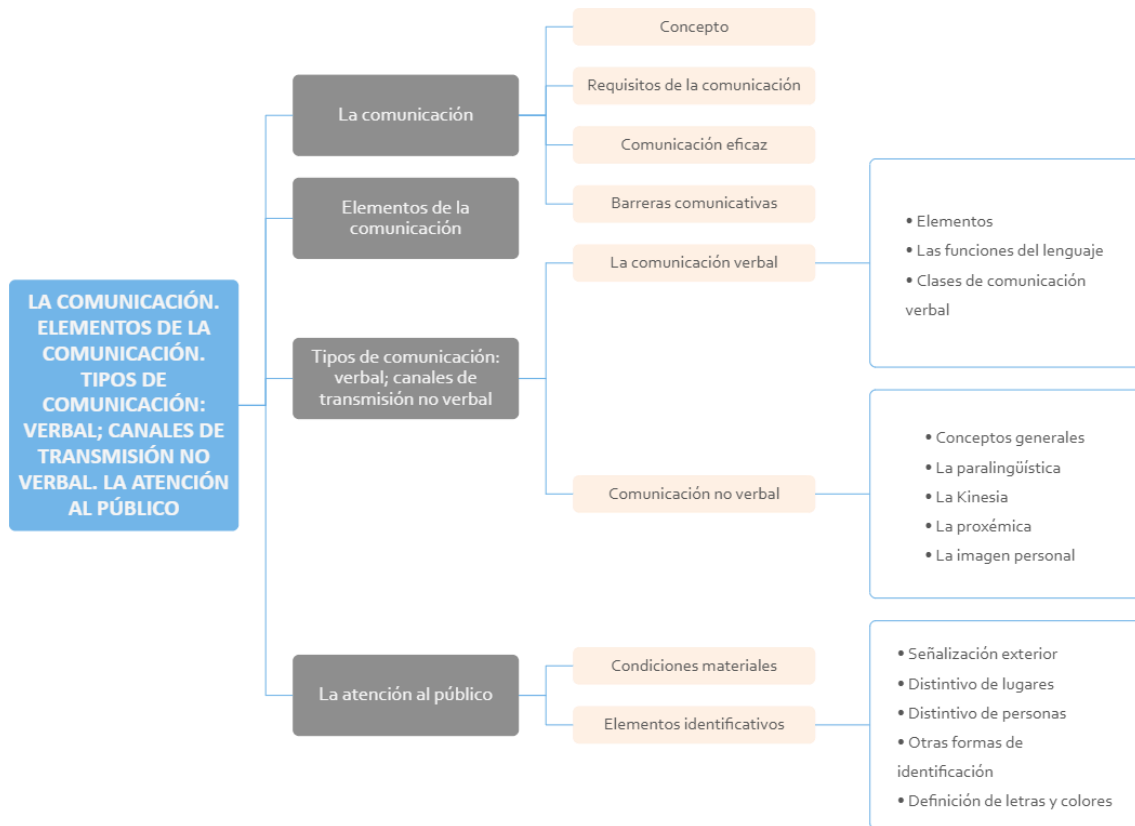 LA COMUNICACIÓN.
ELEMENTOS DE LA
COMUNICACIÓN.
TIPOS DE
COMUNICACIÓN:
VERBAL; CANALES DE
TRANSMISIÓN NO
VERBAL. LA ATENCIÓN
AL PÚBLICO
La comunicación
Concepto
Requisitos de la comunicación
Comunicación eficaz
Barreras comunicativas
Elementos de la
comunicación
Tipos de comunicación:
verbal; canales de
transmisión no verbal
La comunicación verbal
• Elementos
• Las funciones del lenguaje
• Clases de comunicación
verbal
Comunicación no verbal
• Conceptos generales
• La paralingüística
• La Kinesia
• La proxémica
• La imagen personal
La atención al público
Condiciones materiales
Elementos identificativos
• Señalización exterior
• Distintivo de lugares
• Distintivo de personas
• Otras formas de
identificación
• Definición de letras y colores